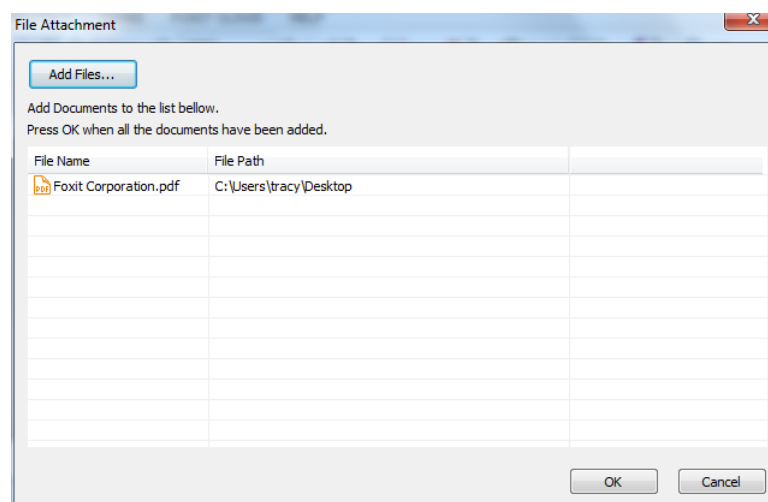 File Attachment
Add Files...
Add Documents to the list bellow.
Press OK when all the documents have been added.
File Name File Path
PDF Foxit Corporation.pdf C:\Users\tracy\Desktop
OK Cancel